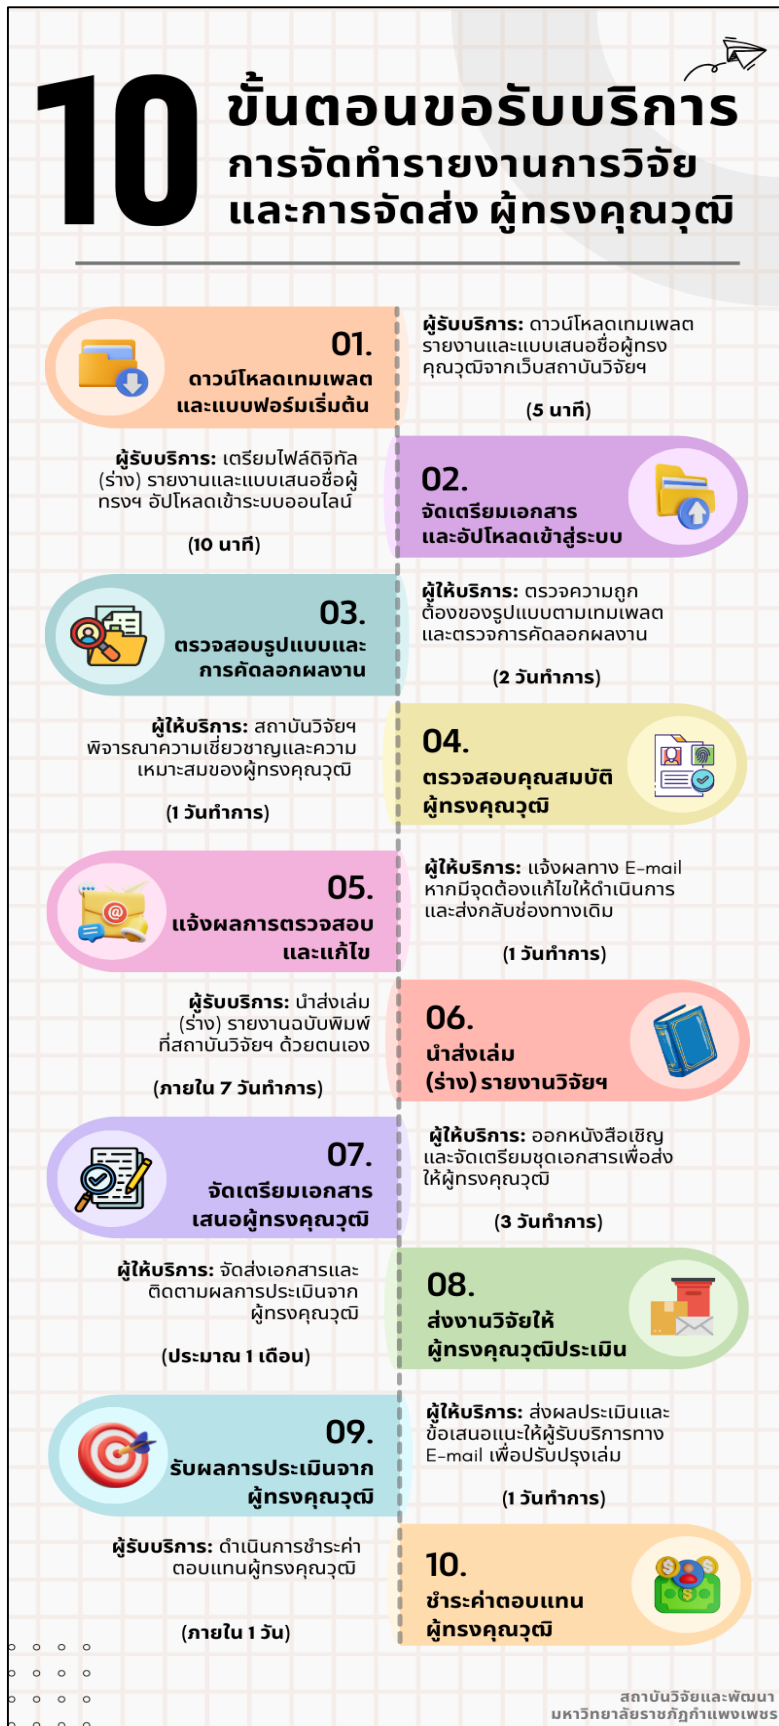 10
ขั้นตอนขอรับบริการ
การจัดทำรายงานการวิจัย
และการจัดส่ง ผู้ทรงคุณวุฒิ
01.
ดาวน์โหลดเทมเพลต
และแบบฟอร์มเริ่มต้น
ผู้รับบริการ: ดาวน์โหลดเทมเพลต
รายงานและแบบเสนอชื่อผู้ทรง
คุณวุฒิจากเว็บสถาบันวิจัยฯ
(5 นาที)
02.
จัดเตรียมเอกสาร
และอัปโหลดเข้าสู่ระบบ
ผู้รับบริการ: เตรียมไฟล์ดิจิทัล
(ร่าง) รายงานและแบบเสนอชื่อผู้
ทรงฯ อัปโหลดเข้าระบบออนไลน์
(10 นาที)
03.
ตรวจสอบรูปแบบและ
การคัดลอกผลงาน
ผู้ให้บริการ: ตรวจความถูก
ต้องของรูปแบบตามเทมเพลต
และตรวจการคัดลอกผลงาน
(2 วันทำการ)
04.
ตรวจสอบคุณสมบัติ
ผู้ทรงคุณวุฒิ
ผู้ให้บริการ: สถาบันวิจัยฯ
พิจารณาความเชี่ยวชาญและความ
เหมาะสมของผู้ทรงคุณวุฒิ
(1 วันทำการ)
05.
แจ้งผลการตรวจสอบ
และแก้ไข
ผู้ให้บริการ: แจ้งผลทาง E-mail
หากมีจุดต้องแก้ไขให้ดำเนินการ
และส่งกลับช่องทางเดิม
(1 วันทำการ)
06.
นำส่งเล่ม
(ร่าง) รายงานวิจัยฯ
ผู้รับบริการ: นำส่งเล่ม
(ร่าง) รายงานฉบับพิมพ์
ที่สถาบันวิจัยฯ ด้วยตนเอง
(ภายใน 7 วันทำการ)
07.
จัดเตรียมเอกสาร
เสนอผู้ทรงคุณวุฒิ
ผู้ให้บริการ: ออกหนังสือเชิญ
และจัดเตรียมชุดเอกสารเพื่อส่ง
ให้ผู้ทรงคุณวุฒิ
(3 วันทำการ)
08.
ส่งงานวิจัยให้
ผู้ทรงคุณวุฒิประเมิน
ผู้ให้บริการ: จัดส่งเอกสารและ
ติดตามผลการประเมินจาก
ผู้ทรงคุณวุฒิ
(ประมาณ 1 เดือน)
09.
รับผลการประเมินจาก
ผู้ทรงคุณวุฒิ
ผู้ให้บริการ: ส่งผลประเมินและ
ข้อเสนอแนะให้ผู้รับบริการทาง
E-mail เพื่อปรับปรุงเล่ม
(1 วันทำการ)
10.
ชำระค่าตอบแทน
ผู้ทรงคุณวุฒิ
ผู้รับบริการ: ดำเนินการชำระค่า
ตอบแทนผู้ทรงคุณวุฒิ
(ภายใน 1 วัน)
สถาบันวิจัยและพัฒนา
มหาวิทยาลัยราชภัฏกำแพงเพชร